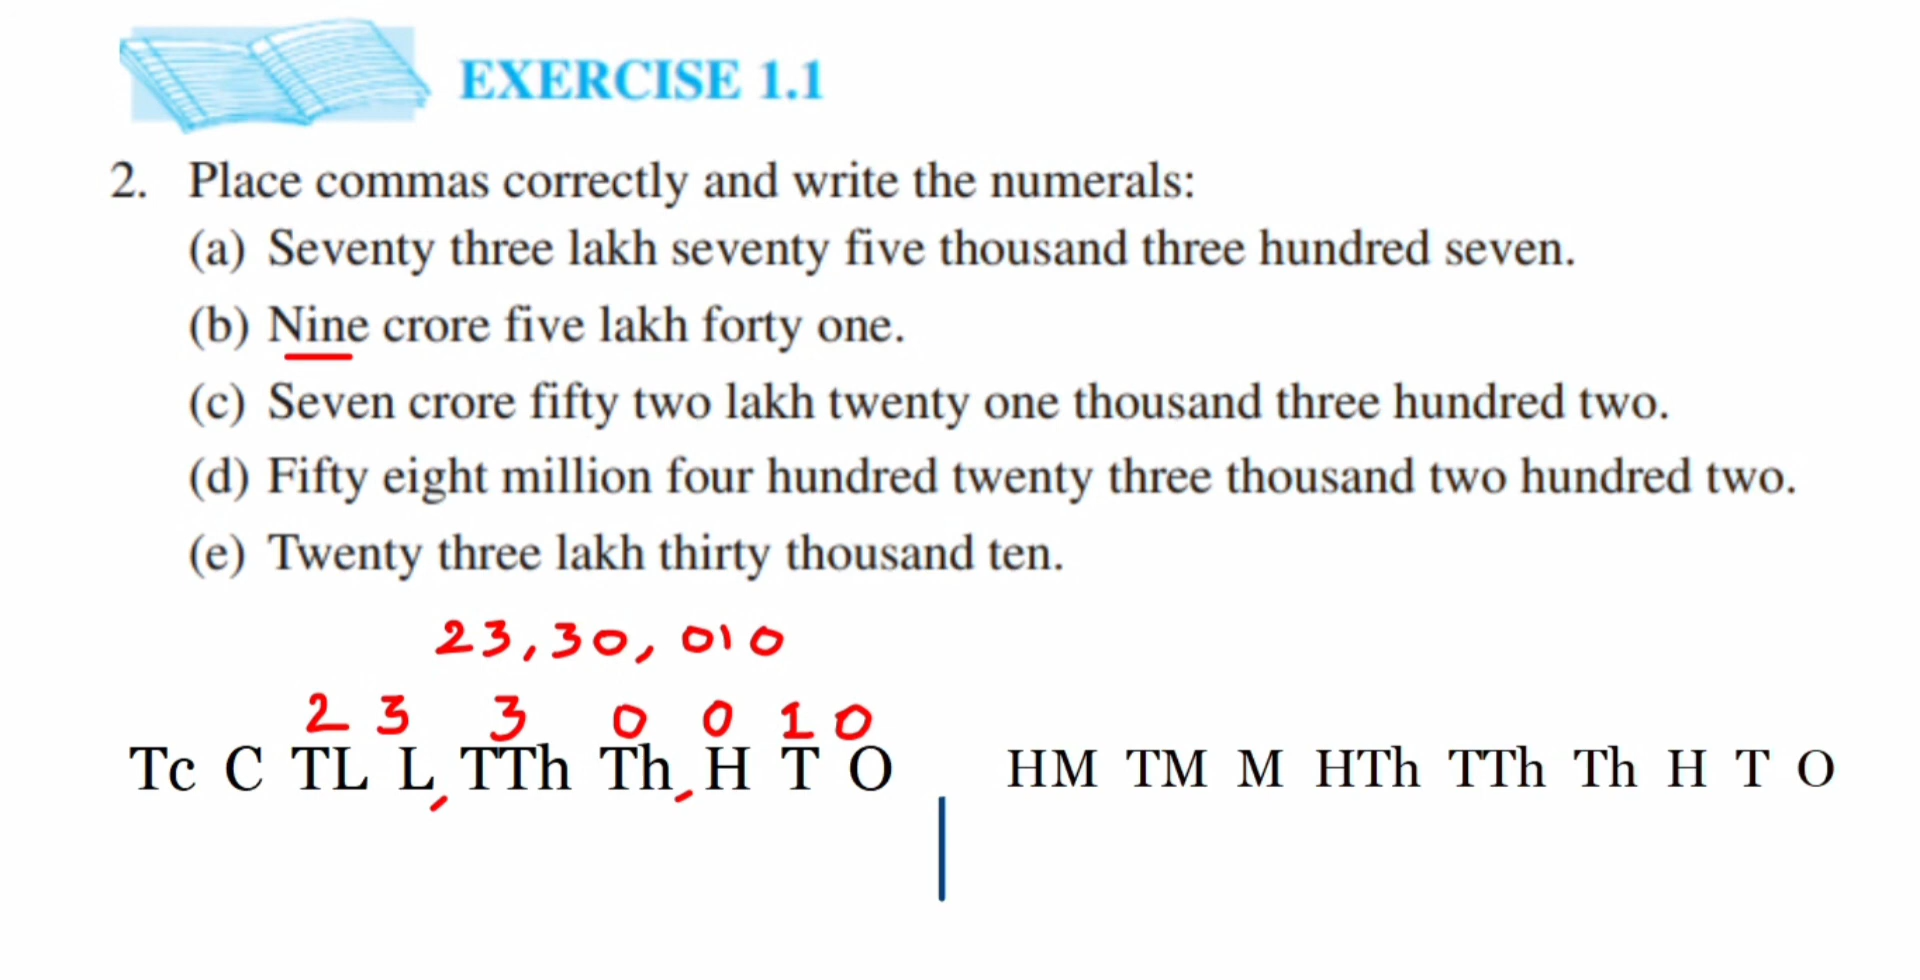 EXERCISE 1.1
2. Place commas correctly and write the numerals:
(a) Seventy three lakh seventy five thousand three hundred seven.
(b) Nine crore five lakh forty one.
(c) Seven crore fifty two lakh twenty one thousand three hundred two.
(d) Fifty eight million four hundred twenty three thousand two hundred two.
(e) Twenty three lakh thirty thousand ten.
23,30,010
2 3 3 0 0 1 0
Tc C TL L, TTh Th, H T O HM TM M HTh TTh Th H T O